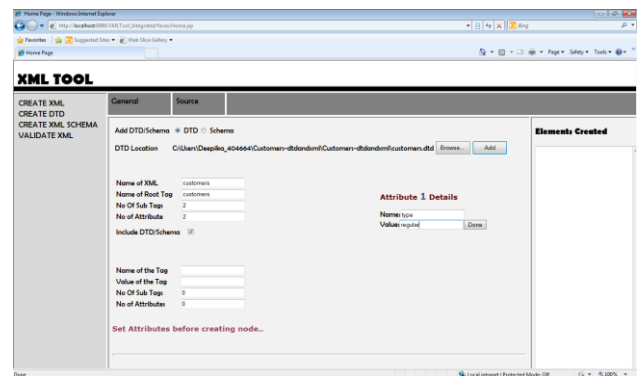 Home Page - Windows Internet Explorer
http://localhost:8080/XMLTool_Integrated/faces/Home.jsp
Bing
Favorites Suggested Sites Web Slice Gallery
Home Page
Page Safety Tools
XML TOOL
CREATE XML
CREATE DTD
CREATE XML SCHEMA
VALIDATE XML
General Source
Add DTD/Schema DTD Schema
DTD Location C:\Users\Deepika_404664\Customers-dtdandxml\Customers-dtdandxml\customers.dtd Browse... Add
Elements Created
Name of XML customers
Name of Root Tag customers
No Of Sub Tags 2
No of Attribute 2
Include DTD/Schema
Attribute 1 Details
Name: type
Value: regular Done
Name of the Tag
Value of the Tag
No Of Sub Tags 0
No of Attributes 0
Set Attributes before creating node..
Done
Local intranet | Protected Mode: Off
100%